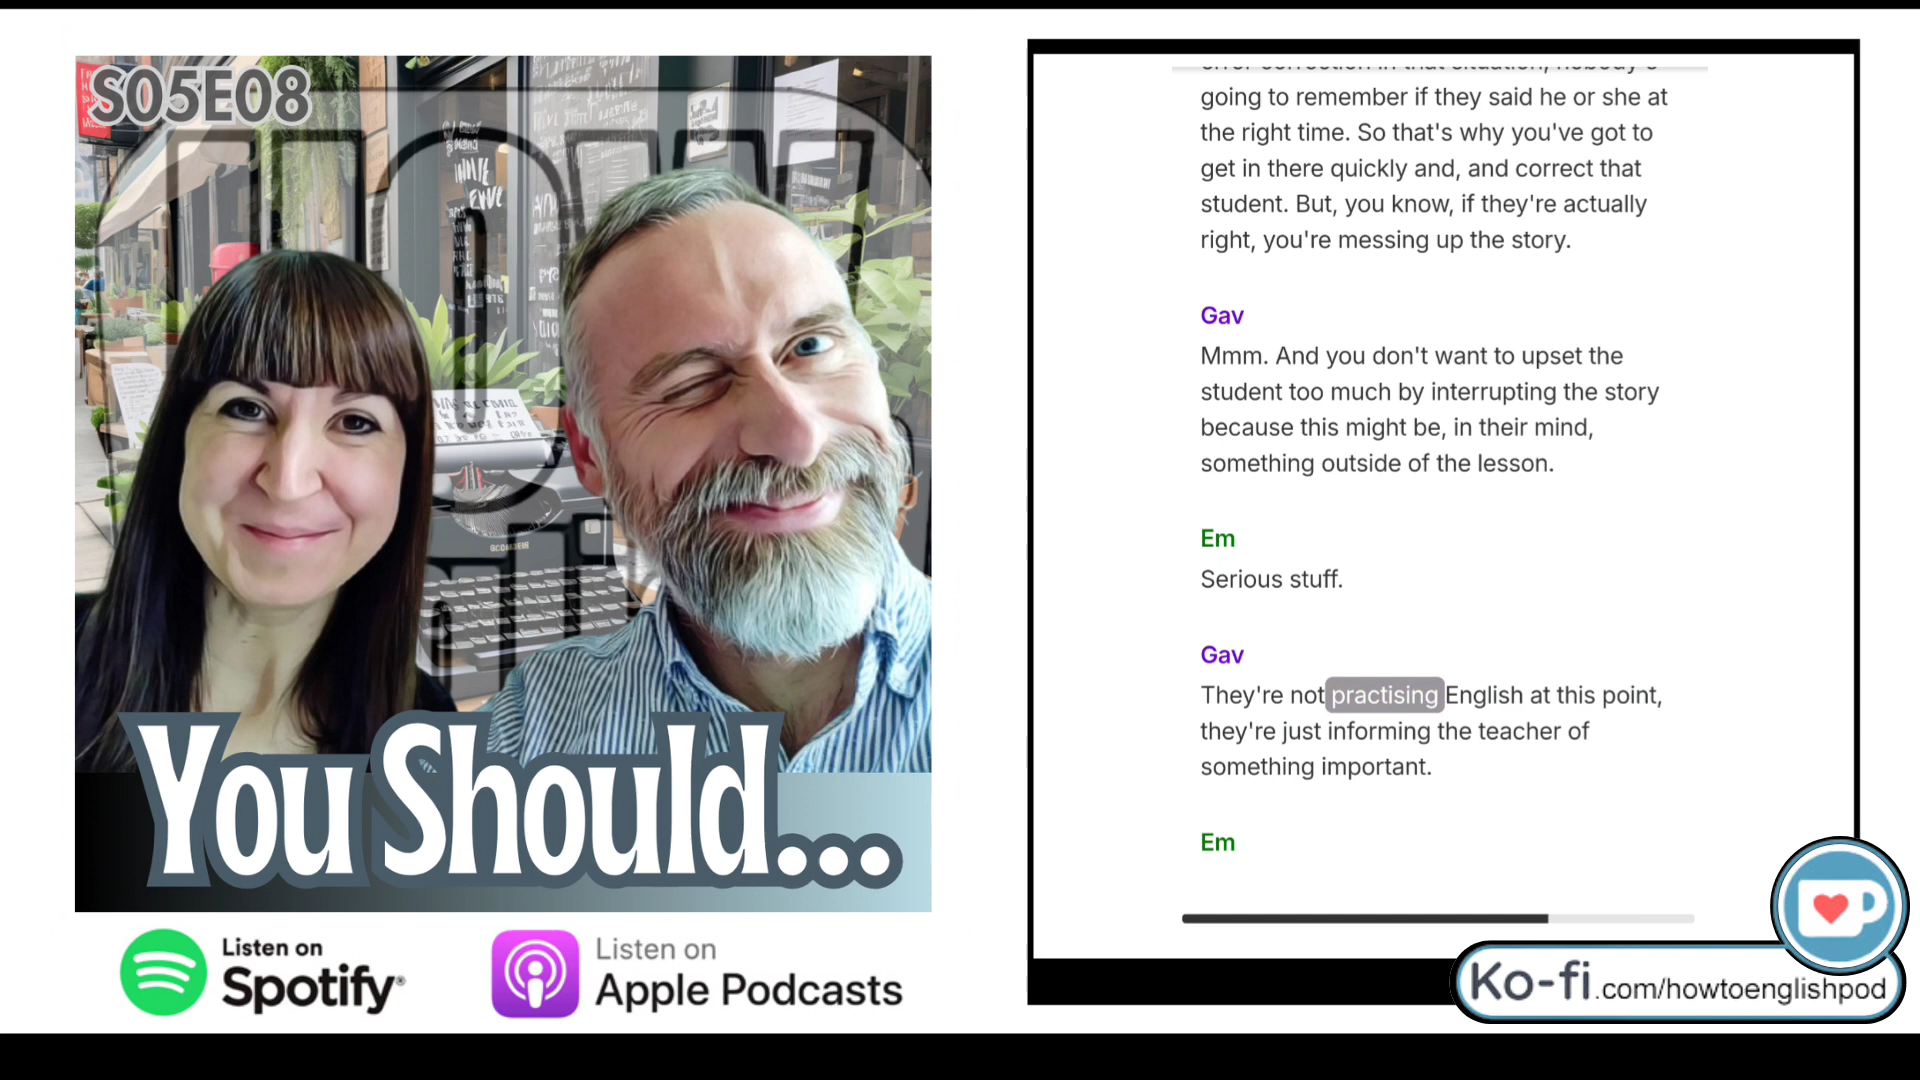 S05E08
You Should...
Listen on
Spotify
Listen on
Apple Podcasts
going to remember if they said he or she at
the right time. So that's why you've got to
get in there quickly and, and correct that
student. But, you know, if they're actually
right, you're messing up the story.
Gav
Mmm. And you don't want to upset the
student too much by interrupting the story
because this might be, in their mind,
something outside of the lesson.
Em
Serious stuff.
Gav
They're not practising English at this point,
they're just informing the teacher of
something important.
Em
Ko-fi.com/howtoenglishpod